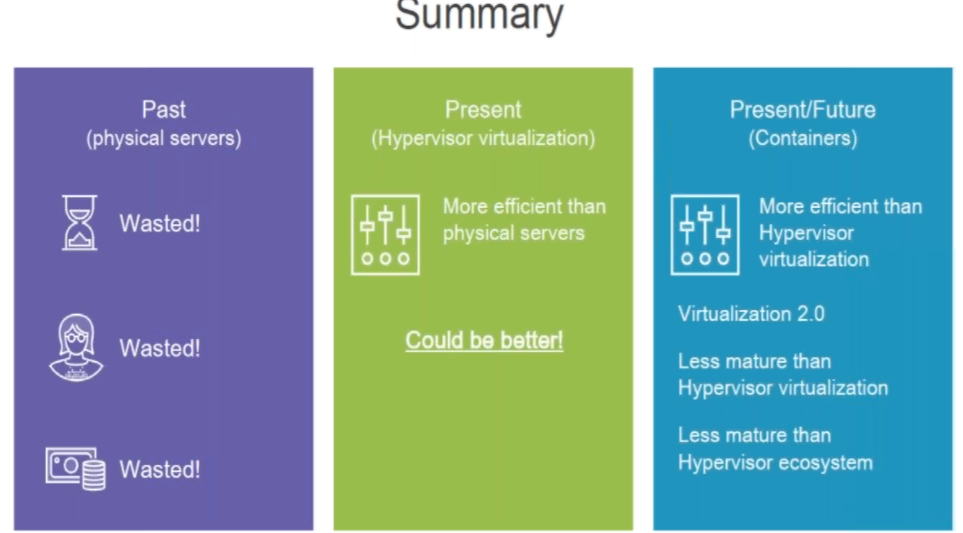 Summary
Past
(physical servers)
Wasted!
Wasted!
Wasted!
Present
(Hypervisor virtualization)
More efficient than
physical servers
Could be better!
Present/Future
(Containers)
More efficient than
Hypervisor
virtualization
Virtualization 2.0
Less mature than
Hypervisor virtualization
Less mature than
Hypervisor ecosystem